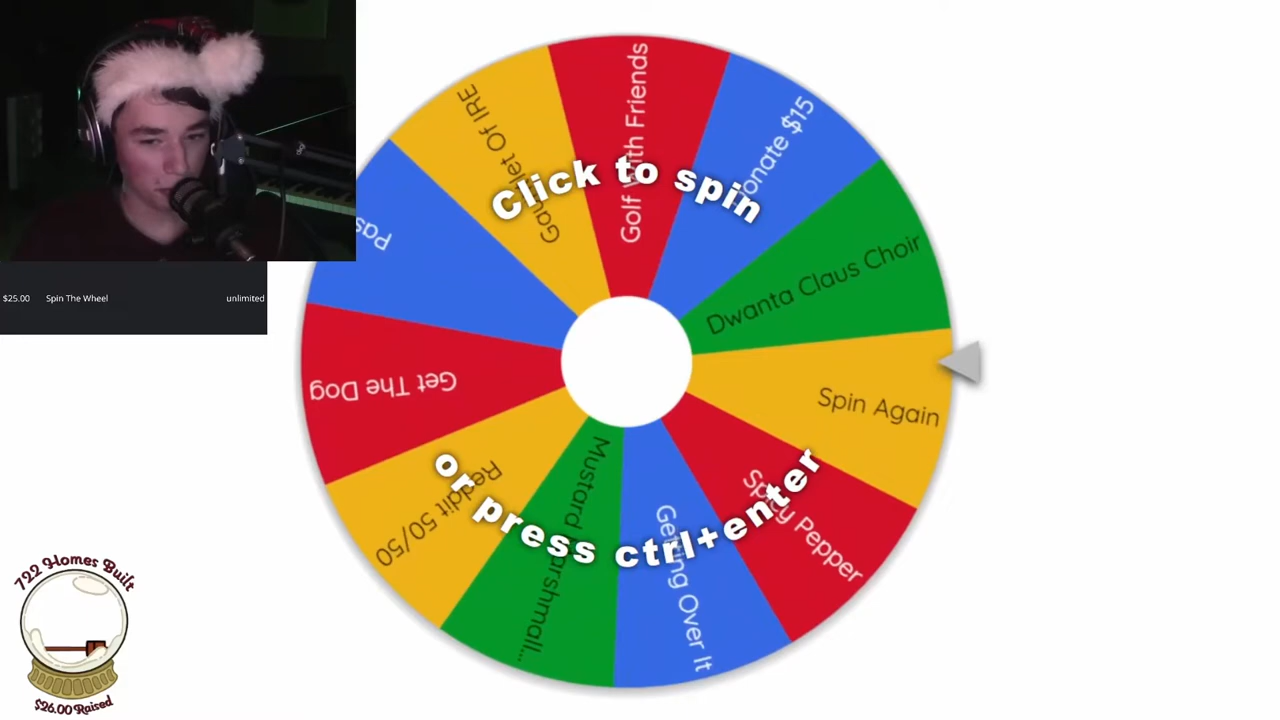 Golf With Friends
Donate $15
Dwanta Claus Choir
Spin Again
Spicy Pepper
Getting Over It
Mustard
Reddit 50/50
Get The Dog
Of IRE
Click to spin
or press ctrl+enter
$25.00 Spin The Wheel unlimited
722 Homes Built
$26.00 Raised